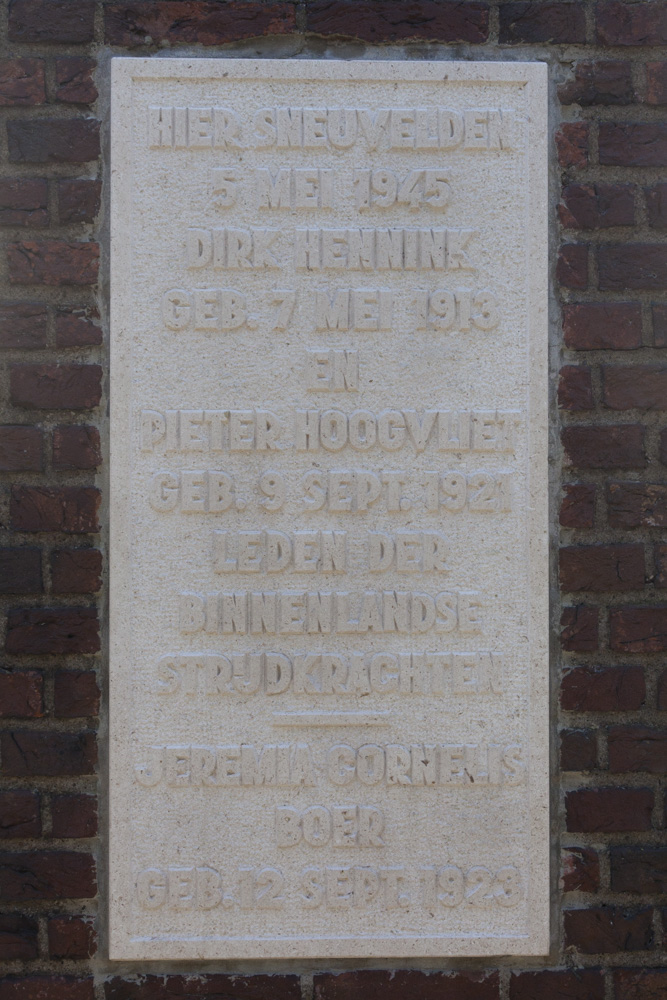 HIER SNEUVELDEN
5 MEI 1945
DIRK HENNINK
GEB. 7 MEI 1913
EN
PIETER HOOGVLIET
GEB. 9 SEPT. 1921
LEDEN DER
BINNENLANDSE
STRIJDKRACHTEN
JEREMIA CORNELIS
BOER
GEB. 12 SEPT. 1923